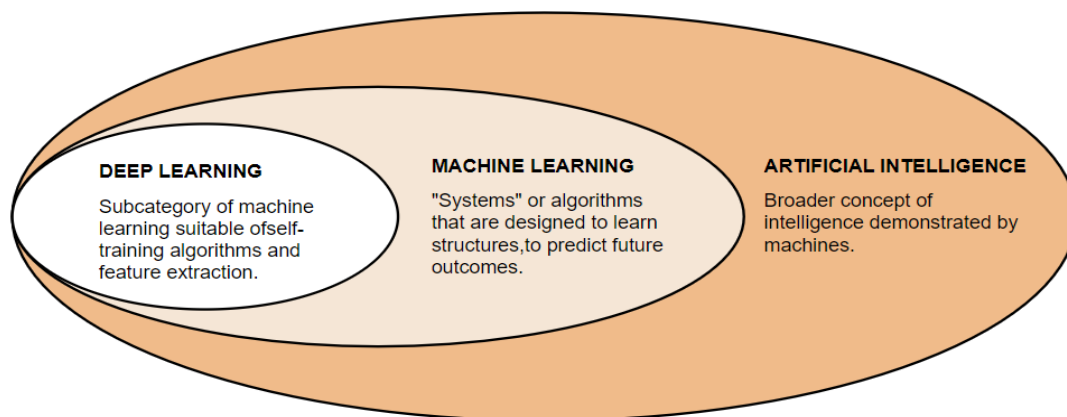 DEEP LEARNING
Subcategory of machine
learning suitable ofself-
training algorithms and
feature extraction.
MACHINE LEARNING
"Systems" or algorithms
that are designed to learn
structures,to predict future
outcomes.
ARTIFICIAL INTELLIGENCE
Broader concept of
intelligence demonstrated by
machines.